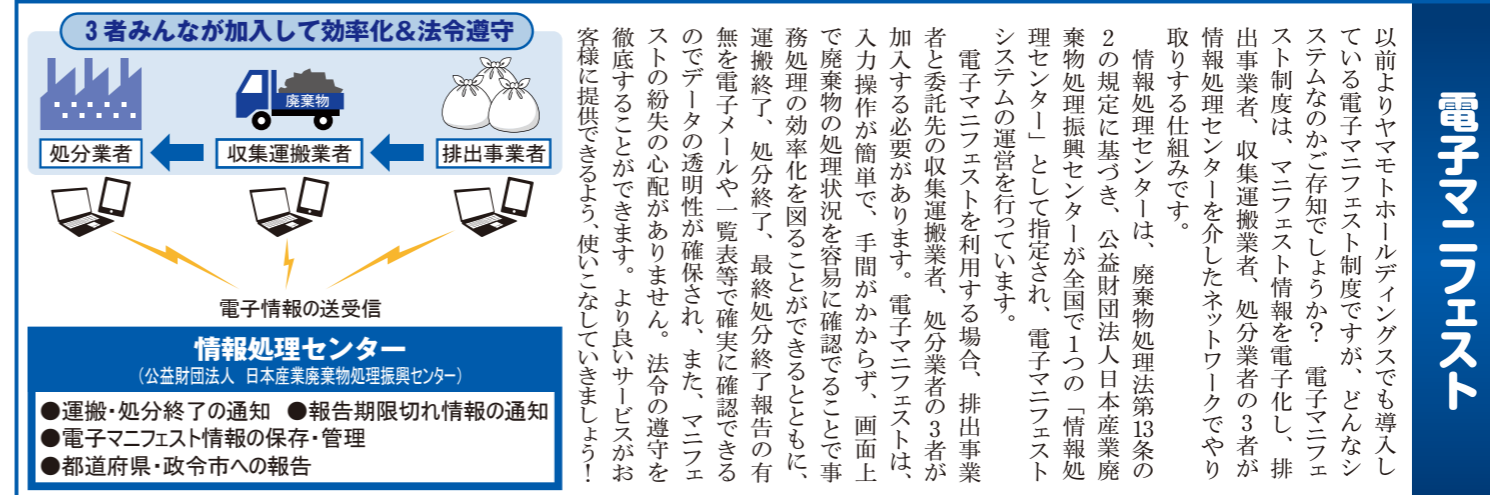 電子マニフェスト
以前よりヤマモトホールディングスでも導入し
ている電子マニフェスト制度ですが、どんなシ
ステムなのかご存知でしょうか？　電子マニフェ
スト制度は、マニフェスト情報を電子化し、排
出事業者、収集運搬業者、処分業者の３者が
情報処理センターを介したネットワークでやり
取りする仕組みです。
　情報処理センターは、廃棄物処理法第13条の
２の規定に基づき、公益財団法人日本産業廃
棄物処理振興センターが全国で１つの「情報処
理センター」として指定され、電子マニフェスト
システムの運営を行っています。
　電子マニフェストを利用する場合、排出事業
者と委託先の収集運搬業者、処分業者の３者が
加入する必要があります。電子マニフェストは、
入力操作が簡単で、手間がかからず、画面上
で廃棄物の処理状況を容易に確認でることで事
務処理の効率化を図ることができるとともに、
運搬終了、処分終了、最終処分終了報告の有
無を電子メールや一覧表等で確実に確認できる
のでデータの透明性が確保され、また、マニフェ
ストの紛失の心配がありません。法令の遵守を
徹底することができます。より良いサービスがお
客様に提供できるよう、使いこなしていきましょう！
3者みんなが加入して効率化＆法令遵守
廃棄物
処分業者
収集運搬業者
排出事業者
電子情報の送受信
情報処理センター
（公益財団法人　日本産業廃棄物処理振興センター）
●運搬・処分終了の通知　●報告期限切れ情報の通知
●電子マニフェスト情報の保存・管理
●都道府県・政令市への報告